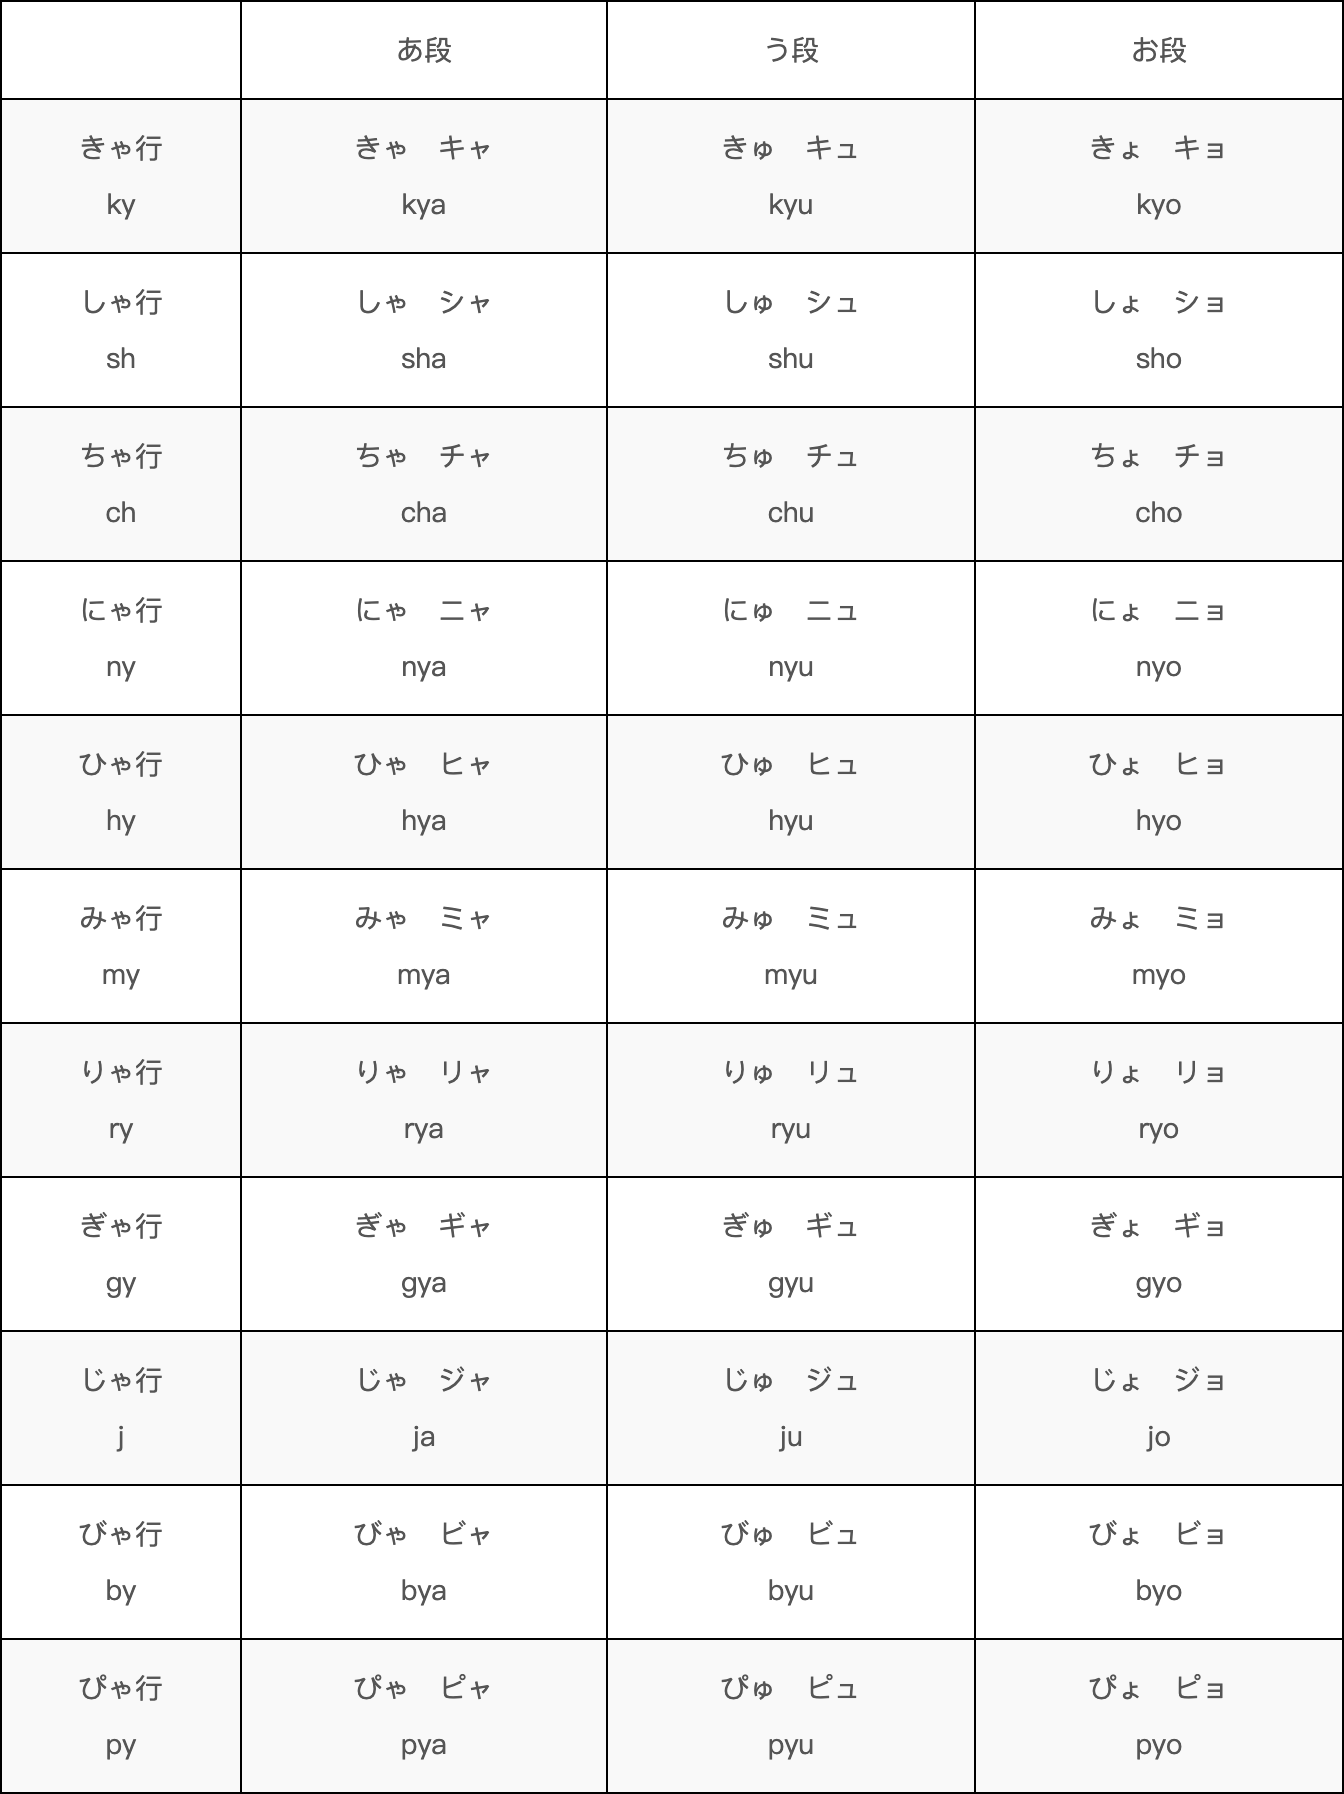 あ段 う段 お段
きゃ行 きゃ　キャ きゅ　キュ きょ　キョ
ky kya kyu kyo
しゃ行 しゃ　シャ しゅ　シュ しょ　ショ
sh sha shu sho
ちゃ行 ちゃ　チャ ちゅ　チュ ちょ　チョ
ch cha chu cho
にゃ行 にゃ　ニャ にゅ　ニュ にょ　ニョ
ny nya nyu nyo
ひゃ行 ひゃ　ヒャ ひゅ　ヒュ ひょ　ヒョ
hy hya hyu hyo
みゃ行 みゃ　ミャ みゅ　ミュ みょ　ミョ
my mya myu myo
りゃ行 りゃ　リャ りゅ　リュ りょ　リョ
ry rya ryu ryo
ぎゃ行 ぎゃ　ギャ ぎゅ　ギュ ぎょ　ギョ
gy gya gyu gyo
じゃ行 じゃ　ジャ じゅ　ジュ じょ　ジョ
j ja ju jo
びゃ行 びゃ　ビャ びゅ　ビュ びょ　ビョ
by bya byu byo
ぴゃ行 ぴゃ　ピャ ぴゅ　ピュ ぴょ　ピョ
py pya pyu pyo